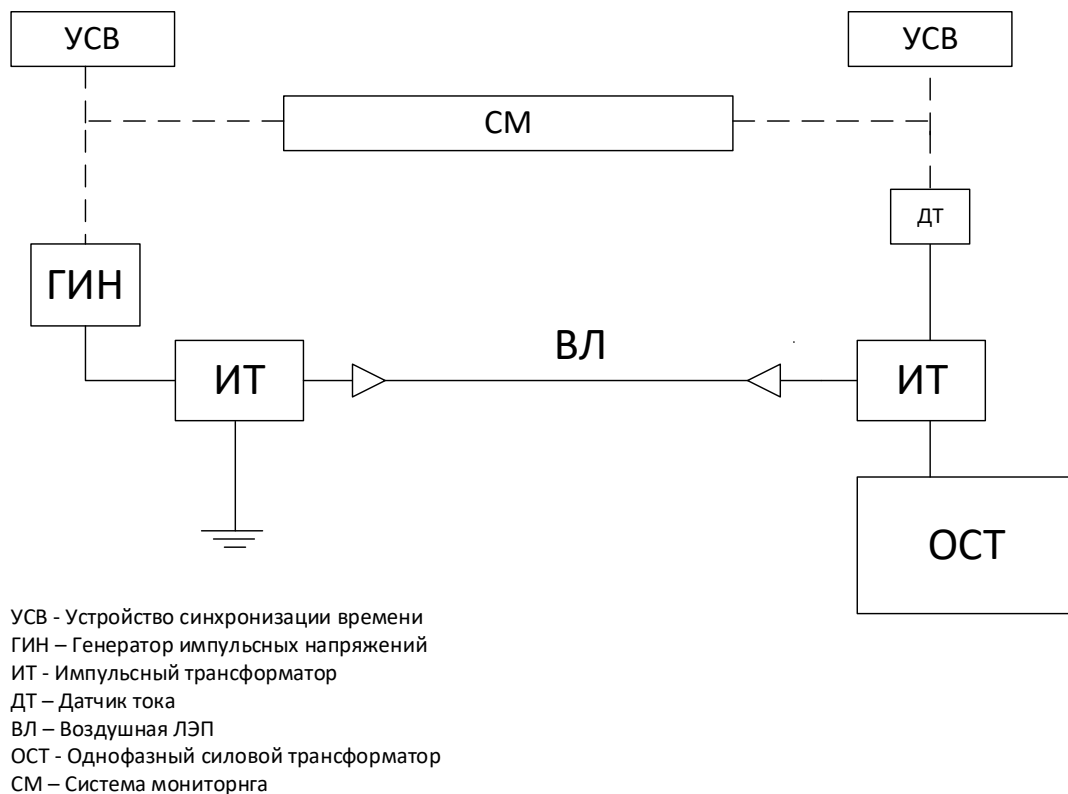 УСВ
УСВ
СМ
ДТ
ГИН
ВЛ
ИТ
ИТ
ОСТ
УСВ - Устройство синхронизации времени
ГИН – Генератор импульсных напряжений
ИТ - Импульсный трансформатор
ДТ – Датчик тока
ВЛ – Воздушная ЛЭП
ОСТ - Однофазный силовой трансформатор
СМ – Система мониторнга